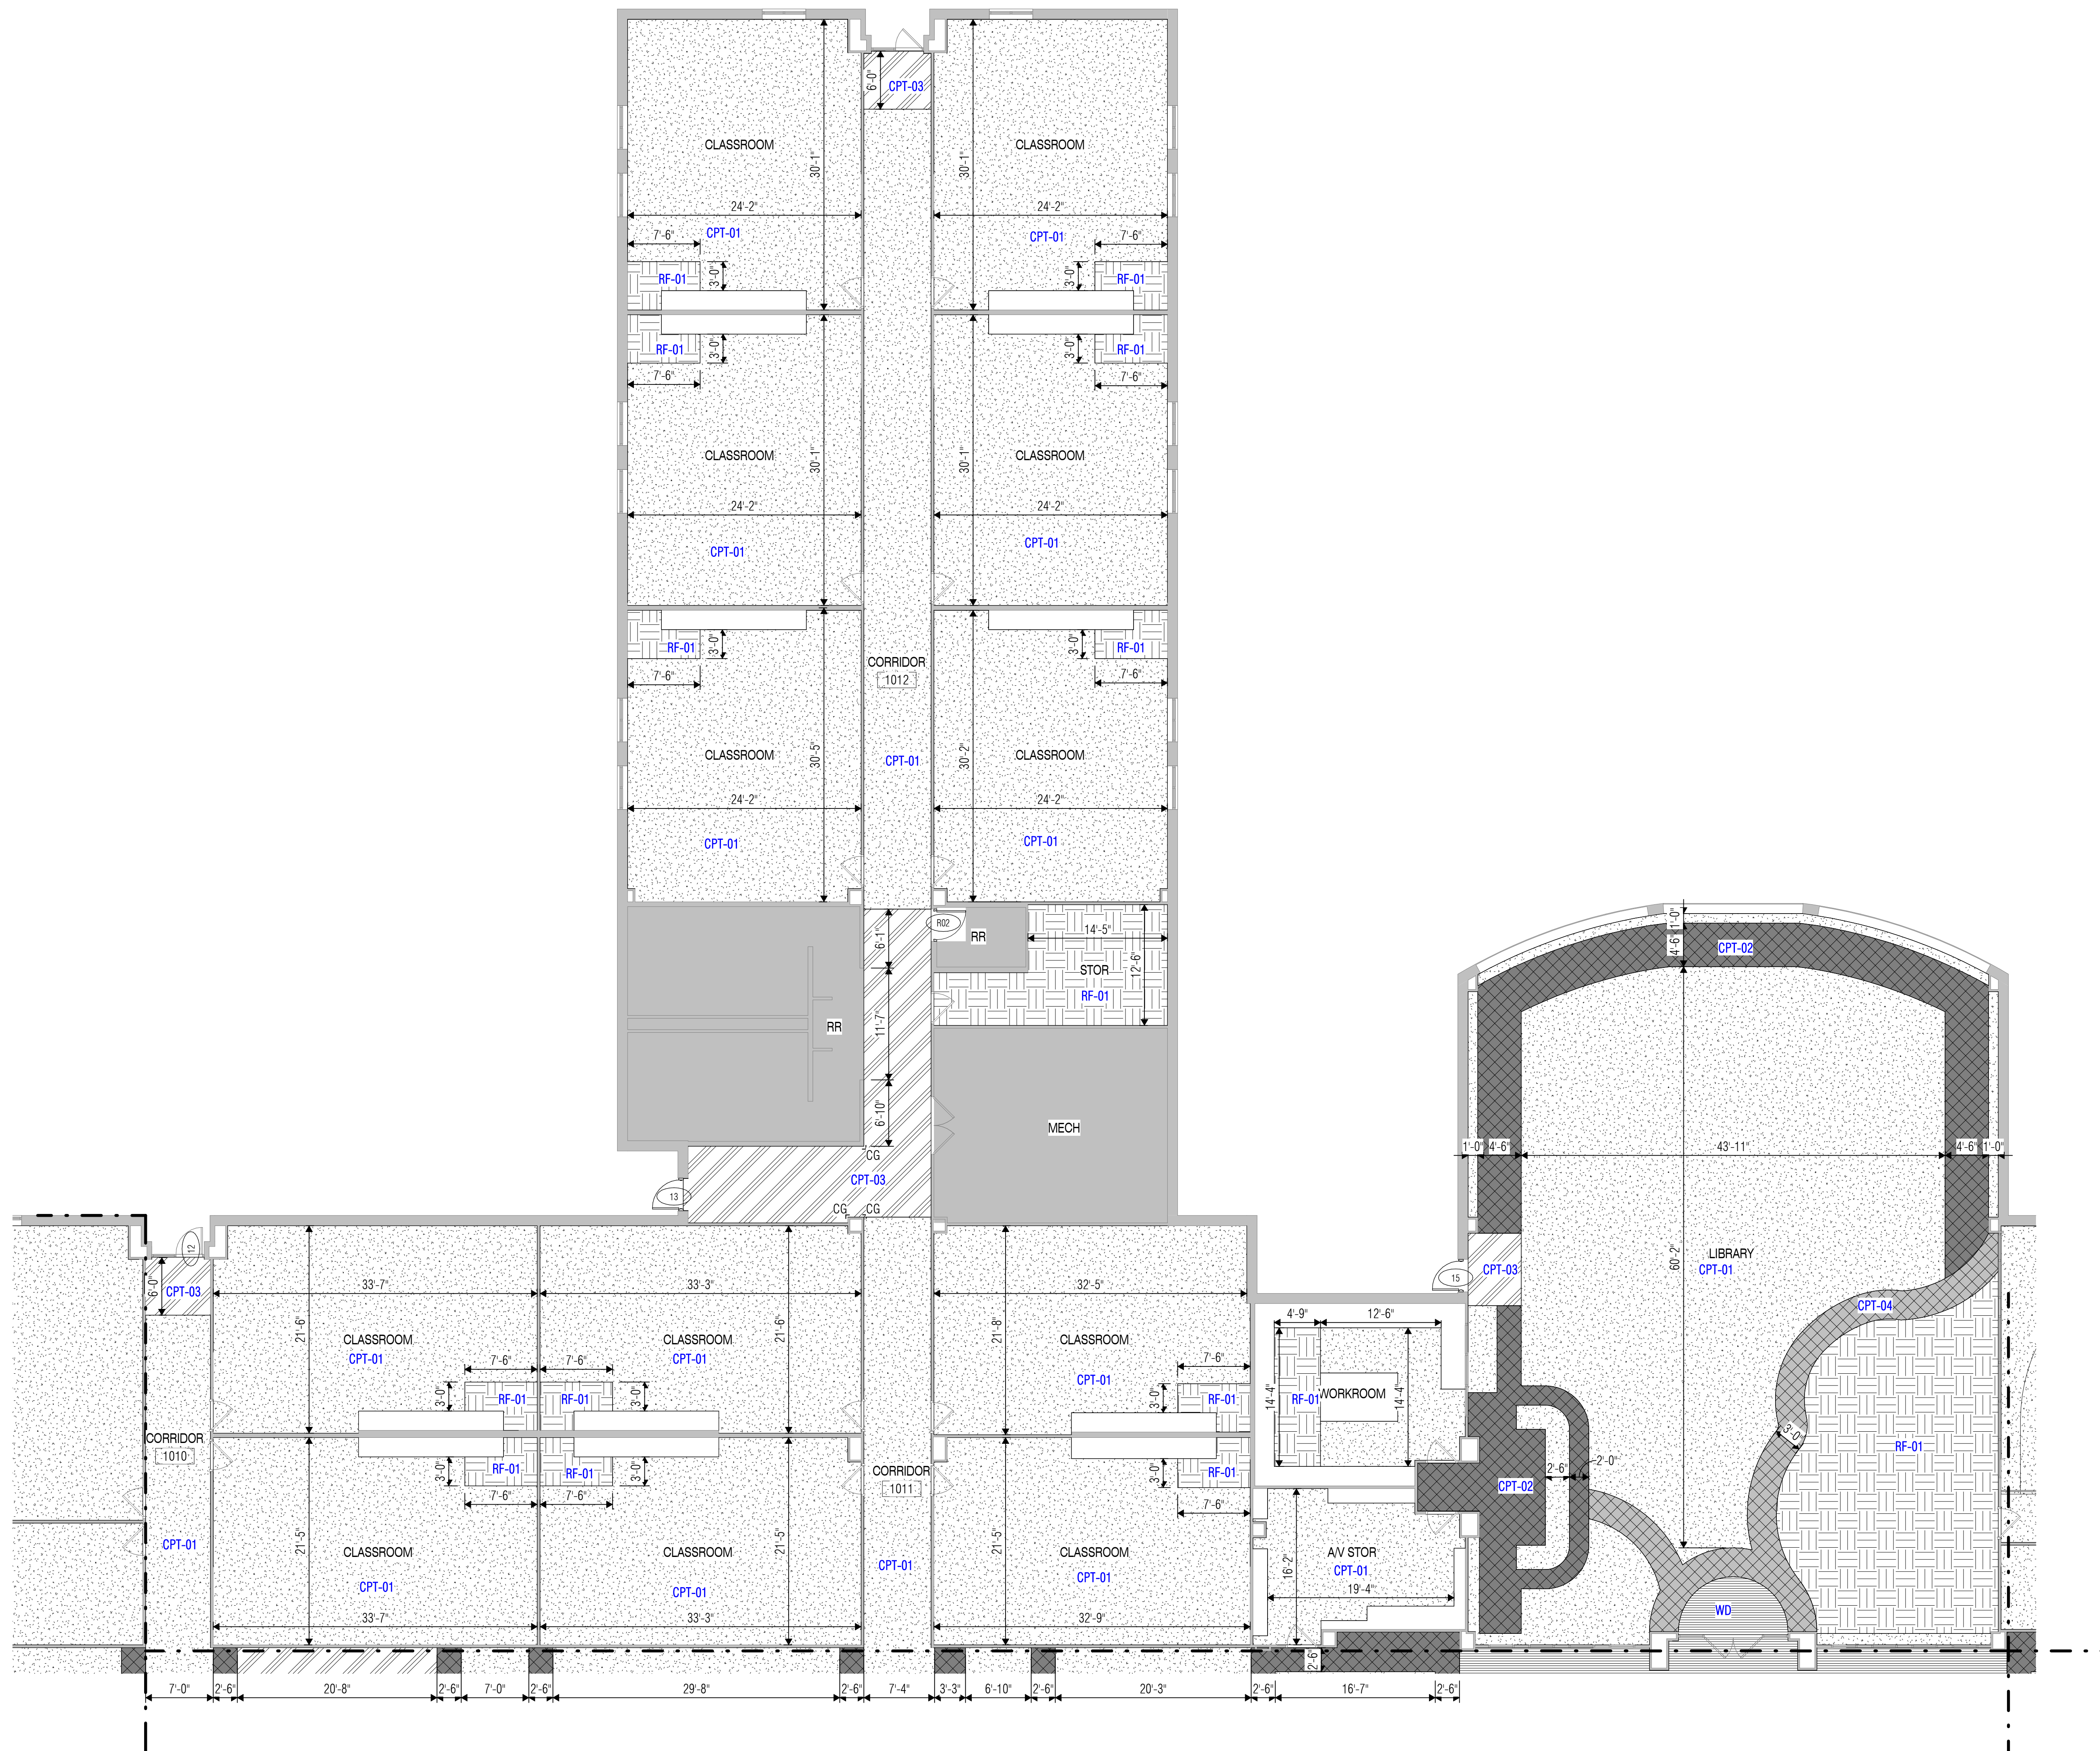 6'-0"
CPT-03
CLASSROOM
CLASSROOM
30'-1"
30'-1"
24'-2"
24'-2"
CPT-01
CPT-01
7'-6"
7'-6"
RF-01
3'-0"
3'-0"
RF-01
RF-01
3'-0"
3'-0"
RF-01
7'-6"
7'-6"
CLASSROOM
CLASSROOM
30'-1"
30'-1"
24'-2"
24'-2"
CPT-01
CPT-01
RF-01
3'-0"
3'-0"
RF-01
7'-6"
7'-6"
CORRIDOR
1012
CLASSROOM
CLASSROOM
30'-5"
CPT-01
30'-2"
24'-2"
24'-2"
CPT-01
CPT-01
6'-1"
R02
RR
14'-5"
12'-6"
STOR
RF-01
11'-7"
RR
6'-10"
MECH
CG
CPT-03
13
CG
CG
1'-0"
4'-6"
CPT-02
1'-0"
4'-6"
43'-11"
4'-6"
1'-0"
60'-2"
LIBRARY
CPT-01
CPT-03
15
CPT-04
12
6'-0"
CPT-03
33'-7"
33'-3"
32'-5"
21'-6"
21'-6"
21'-8"
CLASSROOM
CLASSROOM
CLASSROOM
CPT-01
CPT-01
CPT-01
7'-6"
7'-6"
7'-6"
3'-0"
RF-01
RF-01
3'-0"
3'-0"
RF-01
4'-9"
12'-6"
14'-4"
RF-01
WORKROOM
14'-4"
3'-0"
RF-01
CORRIDOR
1010
3'-0"
RF-01
RF-01
3'-0"
CORRIDOR
1011
3'-0"
RF-01
7'-6"
7'-6"
7'-6"
CPT-02
2'-6"
2'-0"
CPT-01
21'-5"
21'-5"
21'-5"
CLASSROOM
CLASSROOM
CLASSROOM
CPT-01
CPT-01
CPT-01
CPT-01
16'-2"
A/V STOR
CPT-01
19'-4"
WD
33'-7"
33'-3"
32'-9"
2'-6"
7'-0"
2'-6"
20'-8"
7'-0"
2'-6"
29'-8"
2'-6"
7'-4"
3'-3"
6'-10"
2'-6"
20'-3"
2'-6"
16'-7"
2'-6"